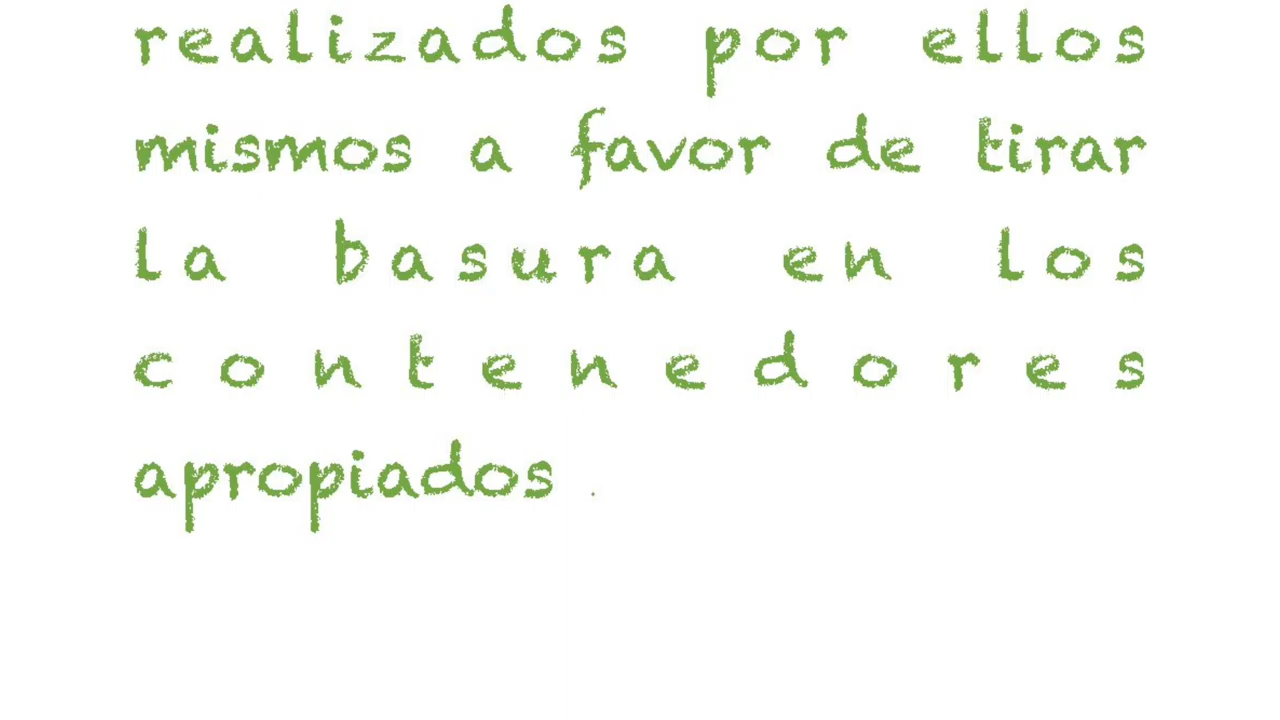 realizados por ellos
mismos a favor de tirar
la basura en los
contenedores
apropiados .